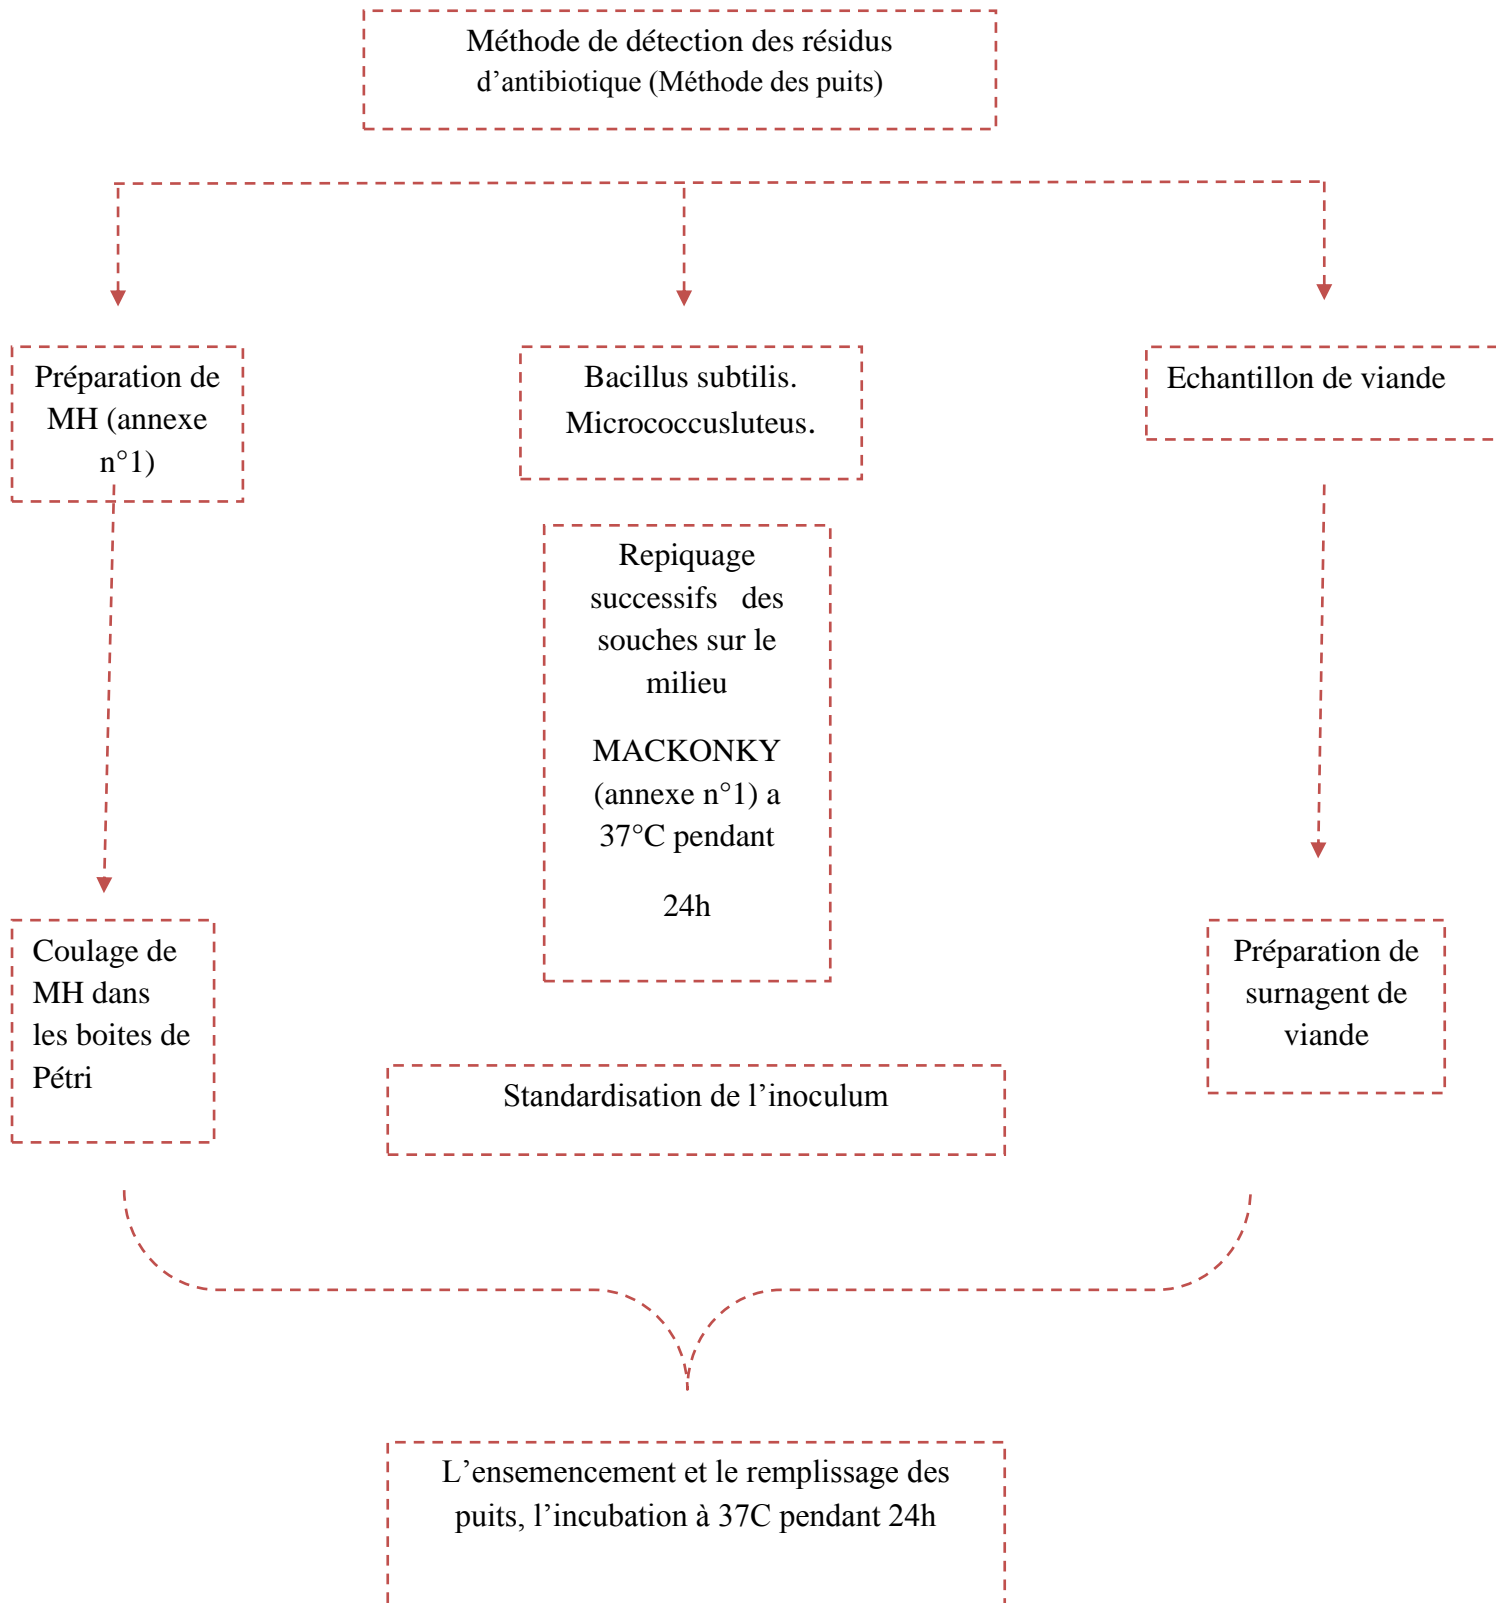 Méthode de détection des résidus
d’antibiotique (Méthode des puits)
Préparation de
MH (annexe
n°1)
Bacillus subtilis.
Micrococcusluteus.
Echantillon de viande
Repiquage
successifs des
souches sur le
milieu
MACKONKY
(annexe n°1) a
37°C pendant
24h
Coulage de
MH dans
les boites de
Pétri
Préparation de
surnagent de
viande
Standardisation de l’inoculum
L’ensemencement et le remplissage des
puits, l’incubation à 37C pendant 24h